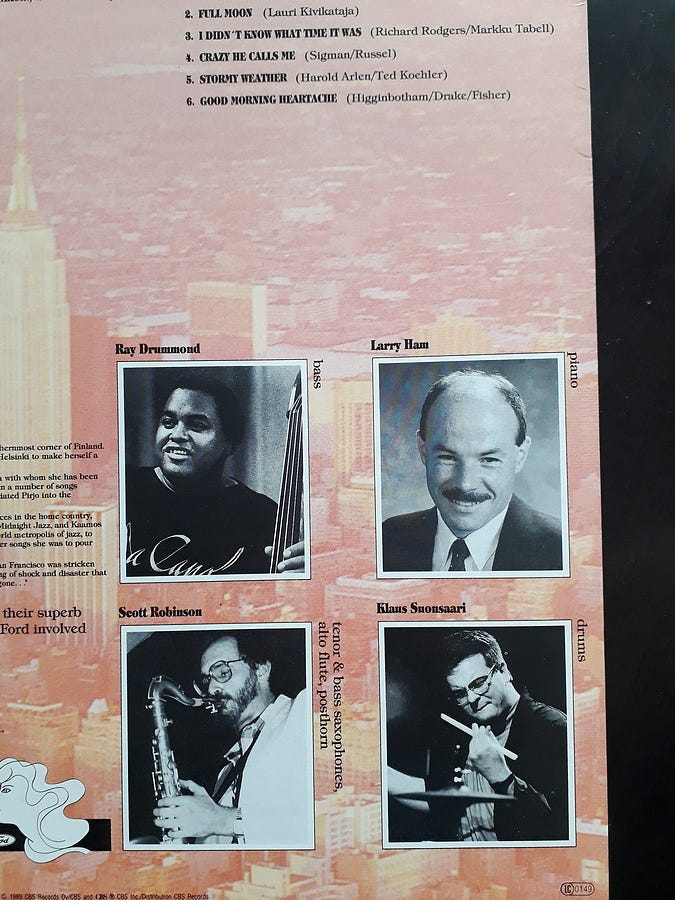 2. FULL MOON (Lauri Kivikataja)
3. I DIDN´T KNOW WHAT TIME IT WAS (Richard Rodgers/Markku Tabell)
4. CRAZY HE CALLS ME (Sigman/Russel)
5. STORMY WEATHER (Harold Arlen/Ted Koehler)
6. GOOD MORNING HEARTACHE (Higginbotham/Drake/Fisher)
Ray Drummond
bass
Larry Ham
piano
hernmost corner of Finland.
Helsinki to make herself a
a with whom she has been
n a number of songs
iated Pirjo into the
ces in the home country,
Midnight Jazz, and Kaamos
rld metropolis of jazz, to
er songs she was to pour
an Francisco was stricken
ng of shock and disaster that
gone. . ."
their superb
Ford involved
Scott Robinson
tenor & bass saxophones,
alto flute, posthorn
Klaus Suonsaari
drums
© 1989 CBS Records Oy/CBS and CBS ® CBS Inc./Distribution CBS Records
LC 0149